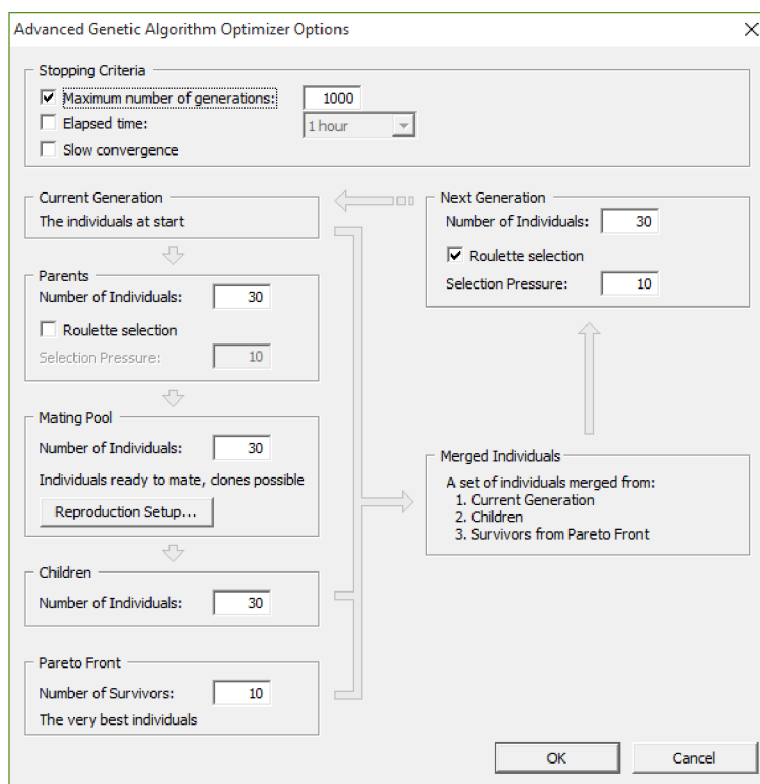 Advanced Genetic Algorithm Optimizer Options
Stopping Criteria
Maximum number of generations: 1000
Elapsed time: 1 hour
Slow convergence
Current Generation
The individuals at start
Parents
Number of Individuals: 30
Roulette selection
Selection Pressure: 10
Mating Pool
Number of Individuals: 30
Individuals ready to mate, clones possible
Reproduction Setup...
Children
Number of Individuals: 30
Pareto Front
Number of Survivors: 10
The very best individuals
Next Generation
Number of Individuals: 30
Roulette selection
Selection Pressure: 10
Merged Individuals
A set of individuals merged from:
1. Current Generation
2. Children
3. Survivors from Pareto Front
OK
Cancel